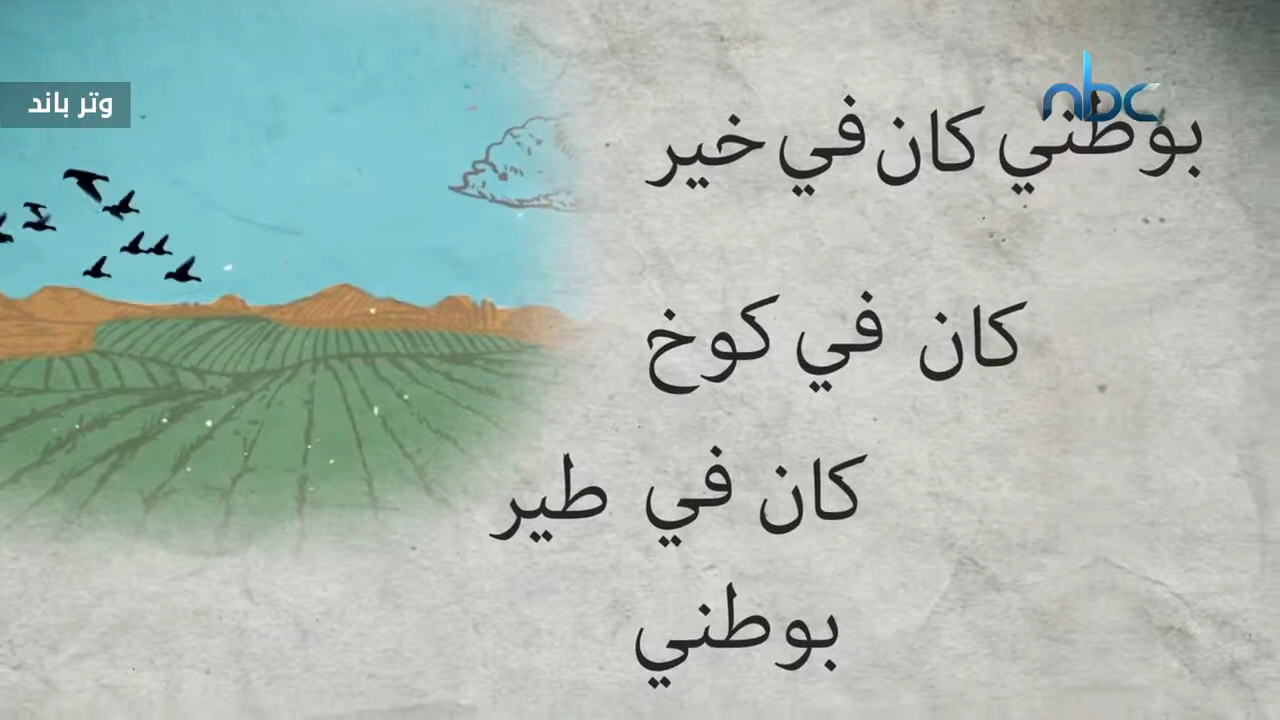 nbc
وتر باند
بوطني كان في خير
كان في كوخ
كان في طير
بوطني